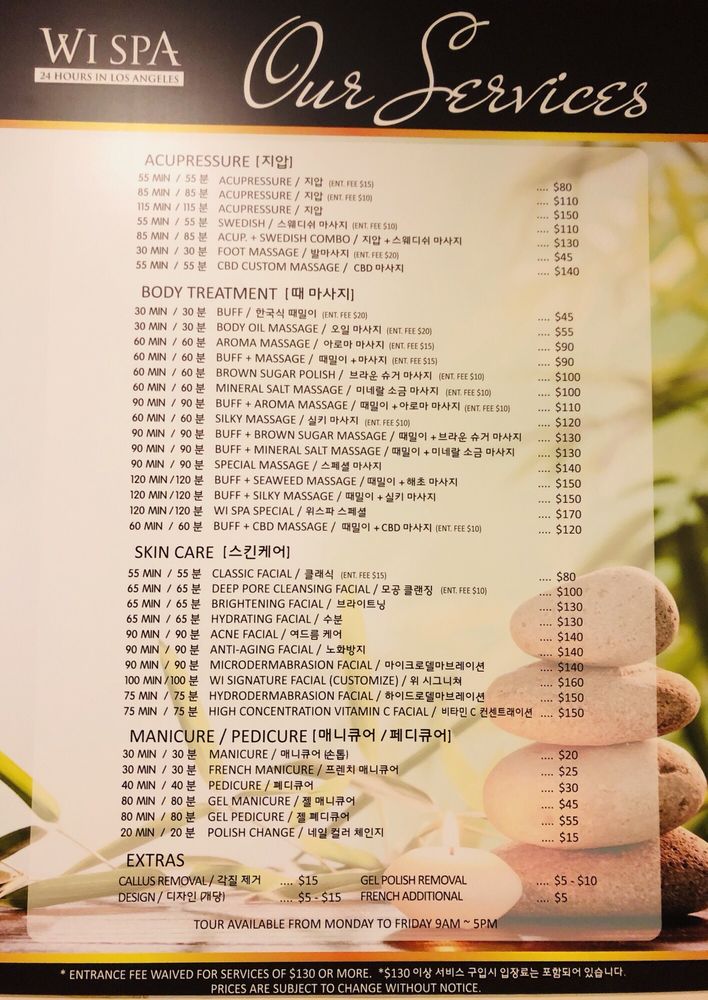 WI SPA
24 HOURS IN LOS ANGELES
Our Services
ACUPRESSURE [지압]
55 MIN / 55 분 ACUPRESSURE / 지압 (ENT. FEE $15) .... $80
85 MIN / 85 분 ACUPRESSURE / 지압 (ENT. FEE $10) .... $110
115 MIN / 115 분 ACUPRESSURE / 지압 .... $150
55 MIN / 55 분 SWEDISH / 스웨디쉬 마사지 (ENT. FEE $10) .... $110
85 MIN / 85 분 ACUP. + SWEDISH COMBO / 지압 +스웨디쉬 마사지 .... $130
30 MIN / 30 분 FOOT MASSAGE / 발마사지 (ENT. FEE $20) .... $45
55 MIN / 55 분 CBD CUSTOM MASSAGE / CBD 마사지 .... $140
BODY TREATMENT [때 마사지]
30 MIN / 30 분 BUFF / 한국식 때밀이 (ENT. FEE $20) .... $45
30 MIN / 30 분 BODY OIL MASSAGE / 오일 마사지 (ENT. FEE $20) .... $55
60 MIN / 60 분 AROMA MASSAGE / 아로마 마사지 (ENT. FEE $15) .... $90
60 MIN / 60 분 BUFF + MASSAGE / 때밀이 +마사지 (ENT. FEE $15) .... $90
60 MIN / 60 분 BROWN SUGAR POLISH / 브라운 슈거 마사지 (ENT. FEE $10) .... $100
60 MIN / 60 분 MINERAL SALT MASSAGE / 미네랄 소금 마사지 (ENT. FEE $10) .... $100
90 MIN / 90 분 BUFF + AROMA MASSAGE / 때밀이 +아로마 마사지 (ENT. FEE $10) .... $110
60 MIN / 60 분 SILKY MASSAGE / 실키 마사지 (ENT. FEE $10) .... $120
90 MIN / 90 분 BUFF + BROWN SUGAR MASSAGE / 때밀이 +브라운 슈거 마사지 .... $130
90 MIN / 90 분 BUFF + MINERAL SALT MASSAGE / 때밀이 +미네랄 소금 마사지 .... $130
90 MIN / 90 분 SPECIAL MASSAGE / 스페셜 마사지 .... $140
120 MIN /120 분 BUFF + SEAWEED MASSAGE / 때밀이 +해초 마사지 .... $150
120 MIN /120 분 BUFF + SILKY MASSAGE / 때밀이 +실키 마사지 .... $150
120 MIN /120 분 WI SPA SPECIAL / 위스파 스페셜 .... $170
60 MIN / 60 분 BUFF + CBD MASSAGE / 때밀이 +CBD 마사지 (ENT. FEE $10) .... $120
SKIN CARE [스킨케어]
55 MIN / 55 분 CLASSIC FACIAL / 클래식 (ENT. FEE $15) .... $80
65 MIN / 65 분 DEEP PORE CLEANSING FACIAL / 모공 클랜징 (ENT. FEE $10) .... $100
65 MIN / 65 분 BRIGHTENING FACIAL / 브라이트닝 .... $130
65 MIN / 65 분 HYDRATING FACIAL / 수분 .... $130
90 MIN / 90 분 ACNE FACIAL / 여드름 케어 .... $140
90 MIN / 90 분 ANTI-AGING FACIAL / 노화방지 .... $140
90 MIN / 90 분 MICRODERMABRASION FACIAL / 마이크로델마브레이션 .... $140
100 MIN /100 분 WI SIGNATURE FACIAL (CUSTOMIZE) / 위 시그니쳐 .... $160
75 MIN / 75 분 HYDRODERMABRASION FACIAL / 하이드로델마브레이션 .... $150
75 MIN / 75 분 HIGH CONCENTRATION VITAMIN C FACIAL / 비타민 C 컨센트래이션 .... $150
MANICURE / PEDICURE [매니큐어 / 페디큐어]
30 MIN / 30 분 MANICURE / 매니큐어 (손톱) .... $20
30 MIN / 30 분 FRENCH MANICURE / 프렌치 매니큐어 .... $25
40 MIN / 40 분 PEDICURE / 페디큐어 .... $30
80 MIN / 80 분 GEL MANICURE / 젤 매니큐어 .... $45
80 MIN / 80 분 GEL PEDICURE / 젤 페디큐어 .... $55
20 MIN / 20 분 POLISH CHANGE / 네일 컬러 체인지 .... $15
EXTRAS
CALLUS REMOVAL / 각질 제거 .... $15 GEL POLISH REMOVAL .... $5 - $10
DESIGN / 디자인 (개당) .... $5 - $15 FRENCH ADDITIONAL .... $5
TOUR AVAILABLE FROM MONDAY TO FRIDAY 9AM ~ 5PM
* ENTRANCE FEE WAIVED FOR SERVICES OF $130 OR MORE. *$130 이상 서비스 구입시 입장료는 포함되어 있습니다.
PRICES ARE SUBJECT TO CHANGE WITHOUT NOTICE.